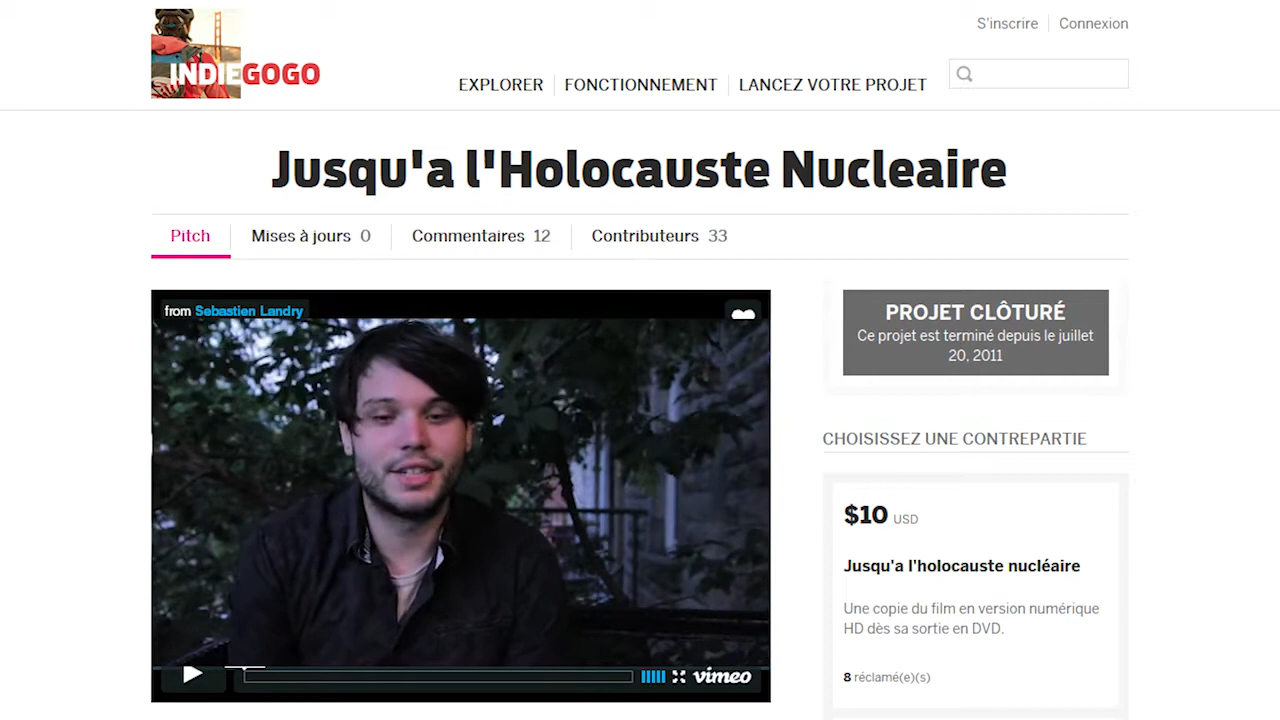 S'inscrire Connexion
INDIEGOGO
EXPLORER FONCTIONNEMENT LANCEZ VOTRE PROJET
Jusqu'a l'Holocauste Nucleaire
Pitch Mises à jours 0 Commentaires 12 Contributeurs 33
from Sebastien Landry
PROJET CLÔTURÉ
Ce projet est terminé depuis le juillet
20, 2011
CHOISISSEZ UNE CONTREPARTIE
$10 USD
Jusqu'a l'holocauste nucléaire
Une copie du film en version numérique
HD dès sa sortie en DVD.
8 réclamé(e)(s)
vimeo